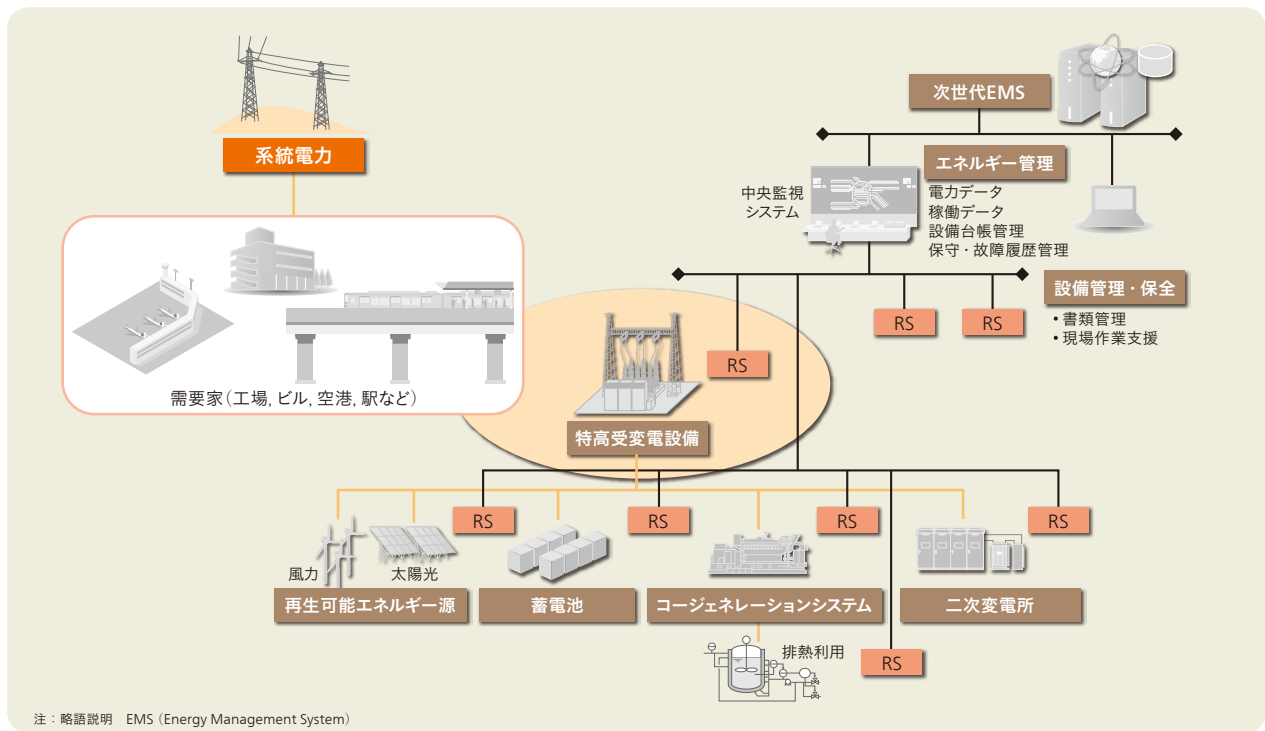 系統電力
次世代EMS
エネルギー管理
中央監視
システム
電力データ
稼働データ
設備台帳管理
保守・故障履歴管理
設備管理・保全
• 書類管理
• 現場作業支援
RS
RS
RS
需要家（工場, ビル, 空港, 駅など）
特高受変電設備
RS
RS
RS
RS
風力
太陽光
再生可能エネルギー源
蓄電池
コージェネレーションシステム
二次変電所
排熱利用
RS
注：略語説明　EMS（Energy Management System）